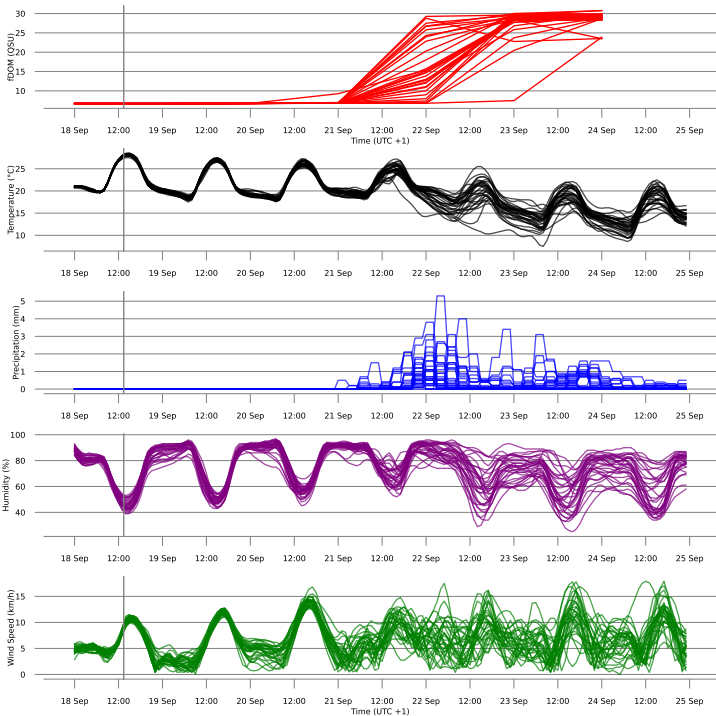 30
20
10
fDOM (QSU)
18 Sep 12:00 19 Sep 12:00 20 Sep 12:00 21 Sep 12:00 22 Sep 12:00 23 Sep 12:00 24 Sep 12:00 25 Sep
Time (UTC +1)
25
20
15
10
Temperature (°C)
18 Sep 12:00 19 Sep 12:00 20 Sep 12:00 21 Sep 12:00 22 Sep 12:00 23 Sep 12:00 24 Sep 12:00 25 Sep
5
4
3
2
1
0
Precipitation (mm)
18 Sep 12:00 19 Sep 12:00 20 Sep 12:00 21 Sep 12:00 22 Sep 12:00 23 Sep 12:00 24 Sep 12:00 25 Sep
100
80
60
40
Humidity (%)
18 Sep 12:00 19 Sep 12:00 20 Sep 12:00 21 Sep 12:00 22 Sep 12:00 23 Sep 12:00 24 Sep 12:00 25 Sep
15
10
5
0
Wind Speed (km/h)
18 Sep 12:00 19 Sep 12:00 20 Sep 12:00 21 Sep 12:00 22 Sep 12:00 23 Sep 12:00 24 Sep 12:00 25 Sep
Time (UTC +1)